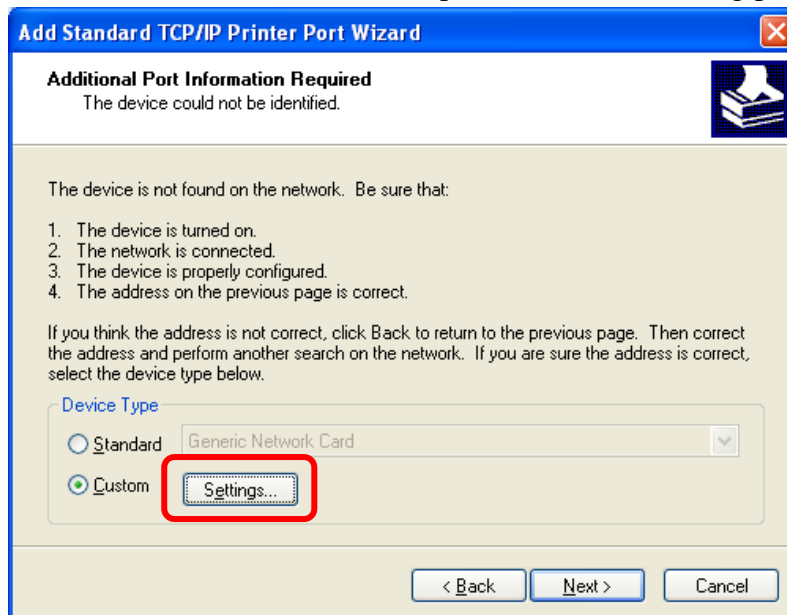 Add Standard TCP/IP Printer Port Wizard
Additional Port Information Required
The device could not be identified.
The device is not found on the network. Be sure that:
1. The device is turned on.
2. The network is connected.
3. The device is properly configured.
4. The address on the previous page is correct.
If you think the address is not correct, click Back to return to the previous page. Then correct
the address and perform another search on the network. If you are sure the address is correct,
select the device type below.
Device Type
Standard Generic Network Card
Custom Settings...
< Back Next > Cancel